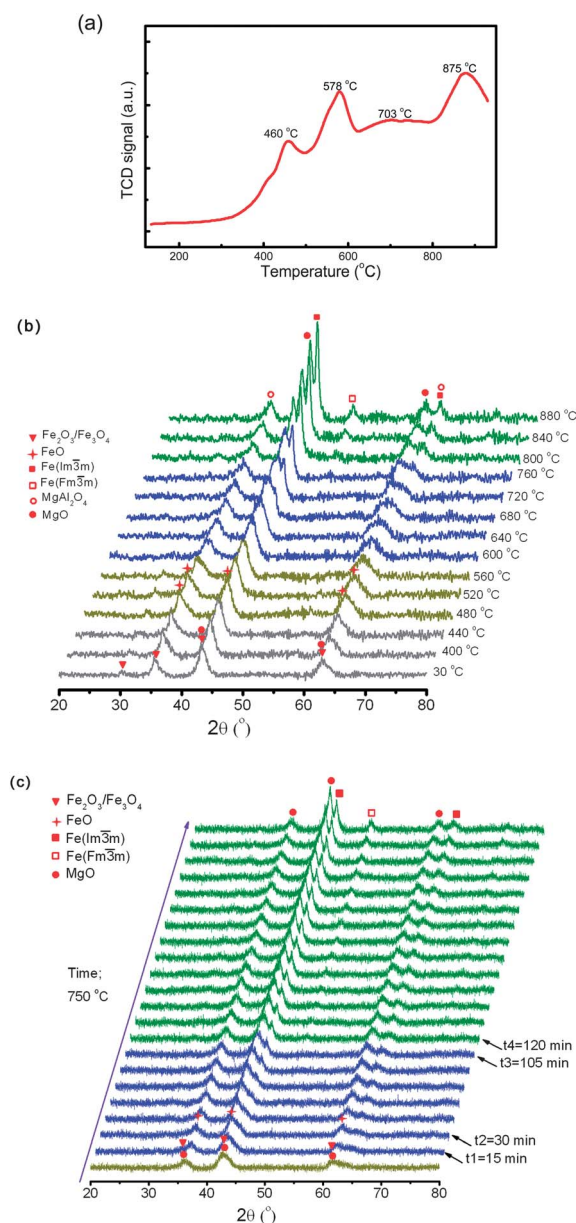 (a)
TCD signal (a.u.)
460 °C
578 °C
703 °C
875 °C
200 400 600 800
Temperature (°C)
(b)
Fe₂O₃/Fe₃O₄
FeO
Fe(Im3̅m)
Fe(Fm3̅m)
MgAl₂O₄
MgO
880 °C
840 °C
800 °C
760 °C
720 °C
680 °C
640 °C
600 °C
560 °C
520 °C
480 °C
440 °C
400 °C
30 °C
20 30 40 50 60 70 80
2θ (°)
(c)
Fe₂O₃/Fe₃O₄
FeO
Fe(Im3̅m)
Fe(Fm3̅m)
MgO
Time;
750 °C
t4=120 min
t3=105 min
t2=30 min
t1=15 min
20 30 40 50 60 70 80
2θ (°)